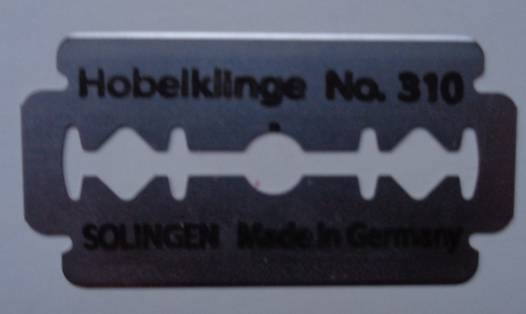 Hobelklinge No. 310
SOLINGEN Made in Germany